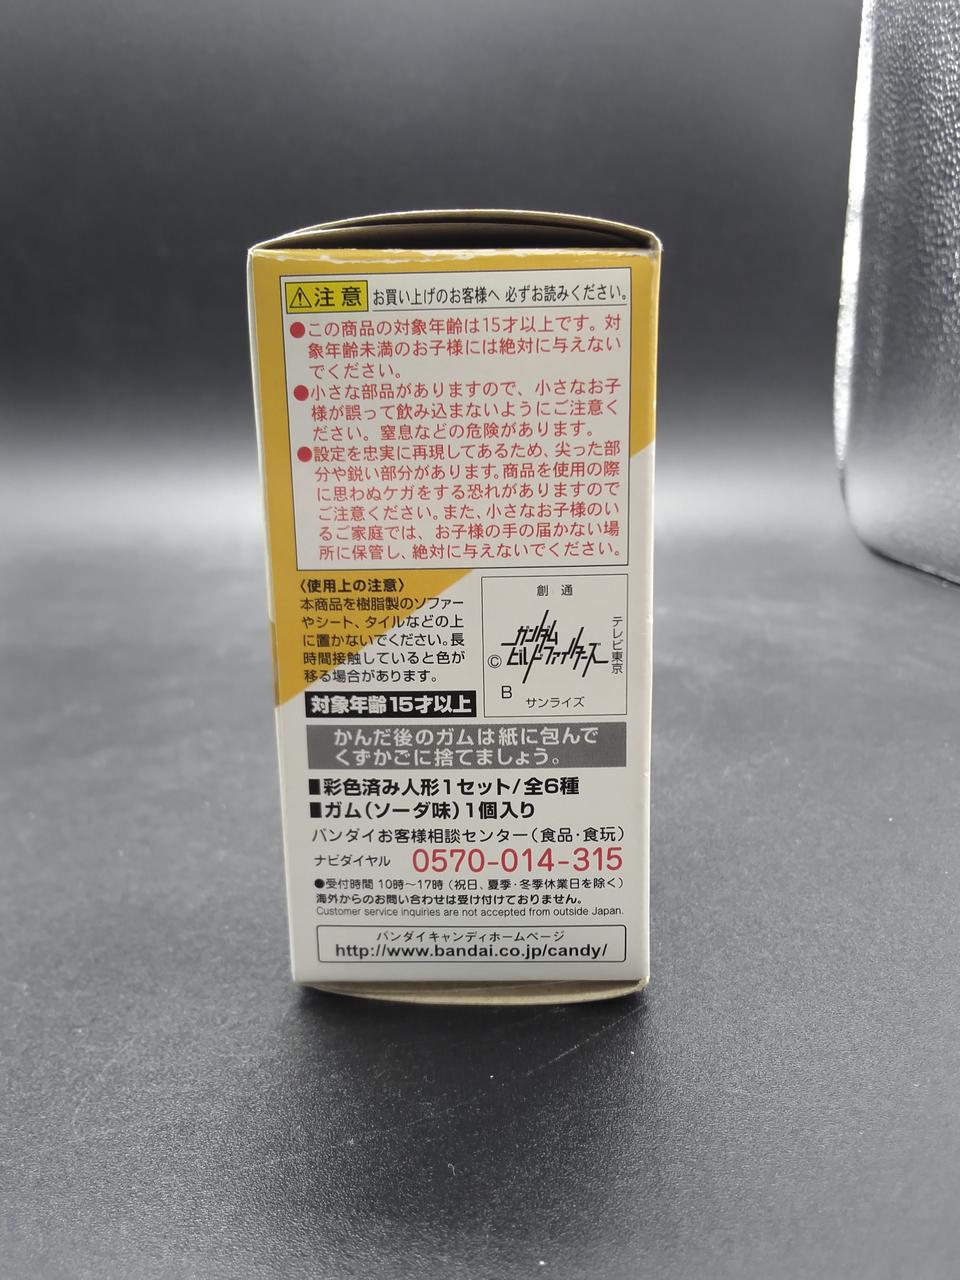 ⚠注意 お買い上げのお客様へ 必ずお読みください。
●この商品の対象年齢は15才以上です。対
象年齢未満のお子様には絶対に与えない
でください。
●小さな部品がありますので、小さなお子
様が誤って飲み込まないようにご注意く
ださい。窒息などの危険があります。
●設定を忠実に再現してあるため、尖った部
分や鋭い部分があります。商品を使用の際
に思わぬケガをする恐れがありますので
ご注意ください。また、小さなお子様のい
るご家庭では、お子様の手の届かない場
所に保管し、絶対に与えないでください。
〈使用上の注意〉
本商品を樹脂製のソファー
やシート、タイルなどの上
に置かないでください。長
時間接触していると色が
移る場合があります。
対象年齢15才以上
創通
©
ガンダム
ビルドファイターズ
テレビ東京
B
サンライズ
かんだ後のガムは紙に包んで
くずかごに捨てましょう。
■彩色済み人形1セット/全6種
■ガム(ソーダ味)1個入り
バンダイお客様相談センター(食品・食玩)
ナビダイヤル 0570-014-315
●受付時間 10時〜17時(祝日、夏季・冬季休業日を除く)
海外からのお問い合わせは受け付けておりません。
Customer service inquiries are not accepted from outside Japan.
バンダイキャンディホームページ
http://www.bandai.co.jp/candy/